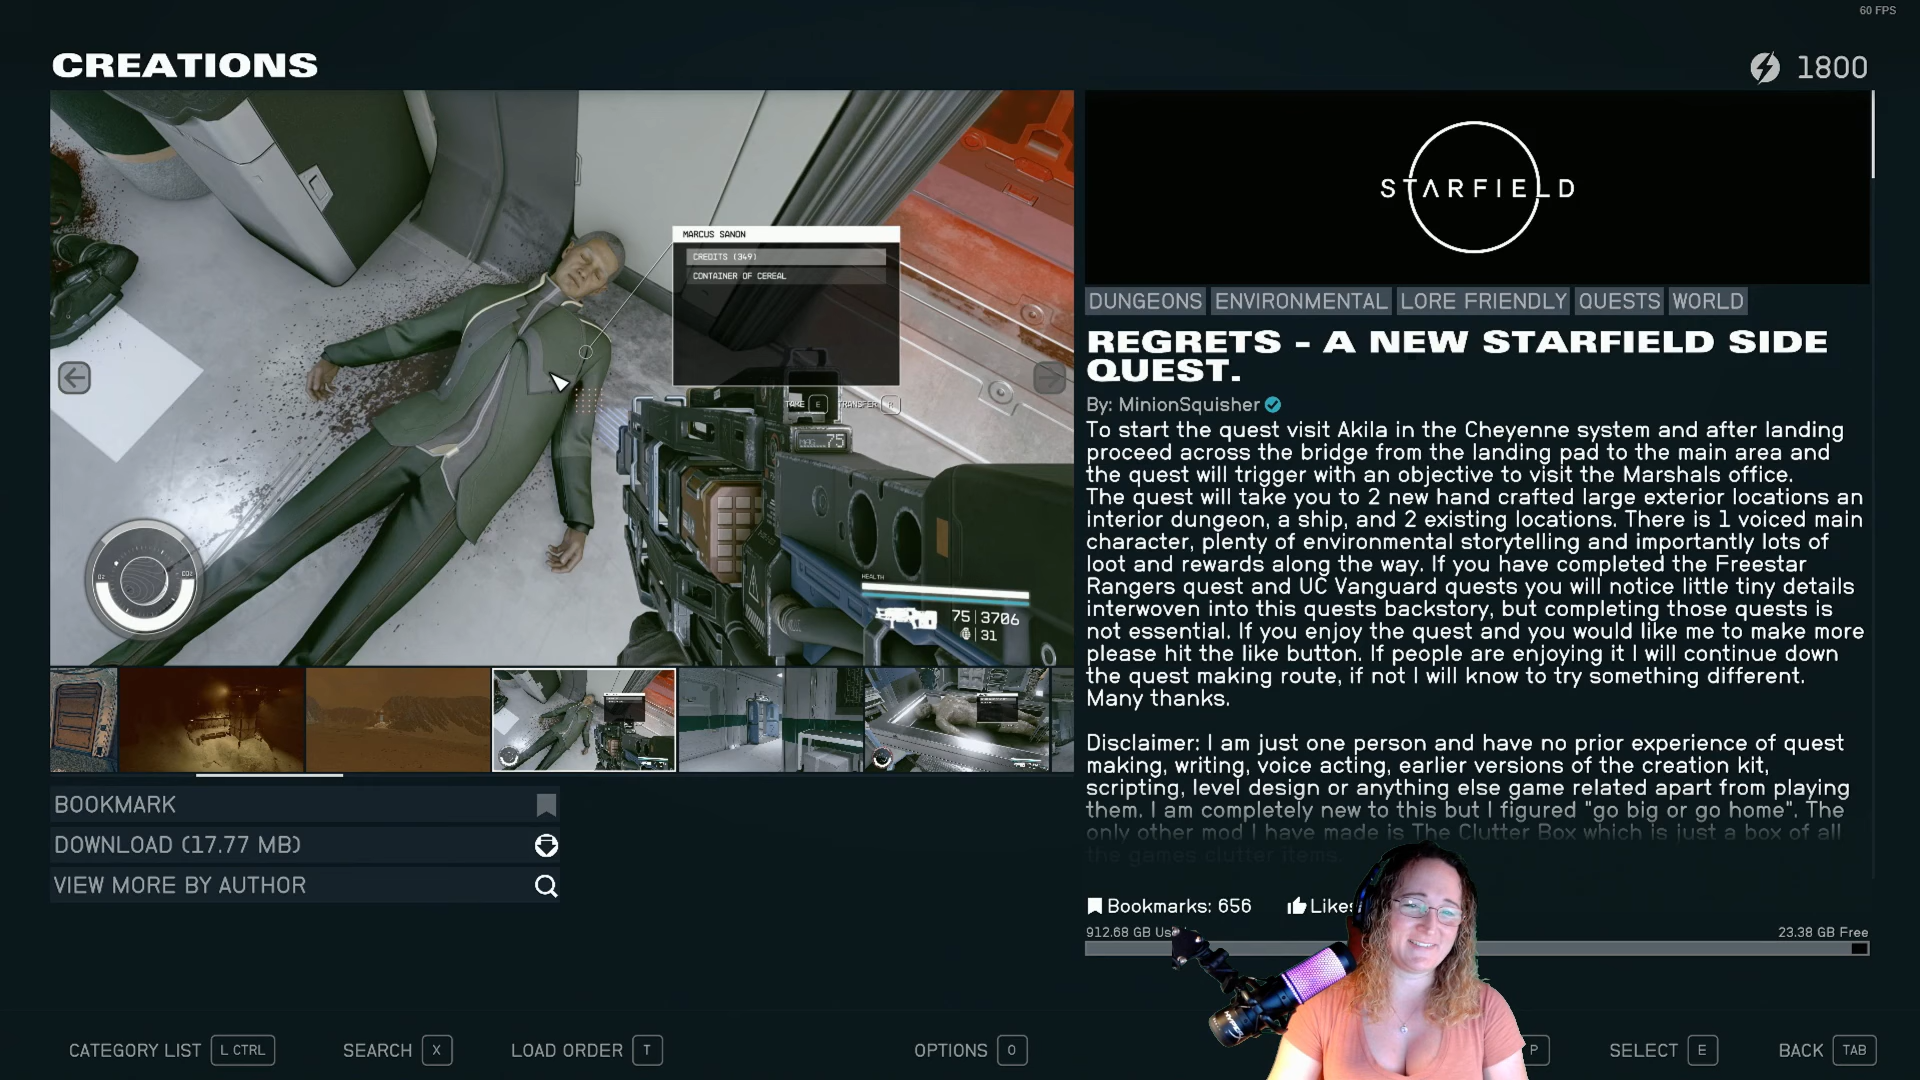 60 FPS
CREATIONS
1800
MARCUS SANON
CREDITS (349)
CONTAINER OF CEREAL
TAKE E TRANSFER R
MAG 75
O2 CO2
HEALTH
75 | 3706
31
STARFIELD
DUNGEONS ENVIRONMENTAL LORE FRIENDLY QUESTS WORLD
REGRETS - A NEW STARFIELD SIDE
QUEST.
By: MinionSquisher
To start the quest visit Akila in the Cheyenne system and after landing
proceed across the bridge from the landing pad to the main area and
the quest will trigger with an objective to visit the Marshals office.
The quest will take you to 2 new hand crafted large exterior locations an
interior dungeon, a ship, and 2 existing locations. There is 1 voiced main
character, plenty of environmental storytelling and importantly lots of
loot and rewards along the way. If you have completed the Freestar
Rangers quest and UC Vanguard quests you will notice little tiny details
interwoven into this quests backstory, but completing those quests is
not essential. If you enjoy the quest and you would like me to make more
please hit the like button. If people are enjoying it I will continue down
the quest making route, if not I will know to try something different.
Many thanks.
Disclaimer: I am just one person and have no prior experience of quest
making, writing, voice acting, earlier versions of the creation kit,
scripting, level design or anything else game related apart from playing
them. I am completely new to this but I figured "go big or go home". The
only other mod I have made is The Clutter Box which is just a box of all
the games clutter items.
BOOKMARK
DOWNLOAD (17.77 MB)
VIEW MORE BY AUTHOR
Bookmarks: 656 Likes
912.68 GB 23.38 GB Free
CATEGORY LIST L CTRL SEARCH X LOAD ORDER T OPTIONS O P SELECT E BACK TAB